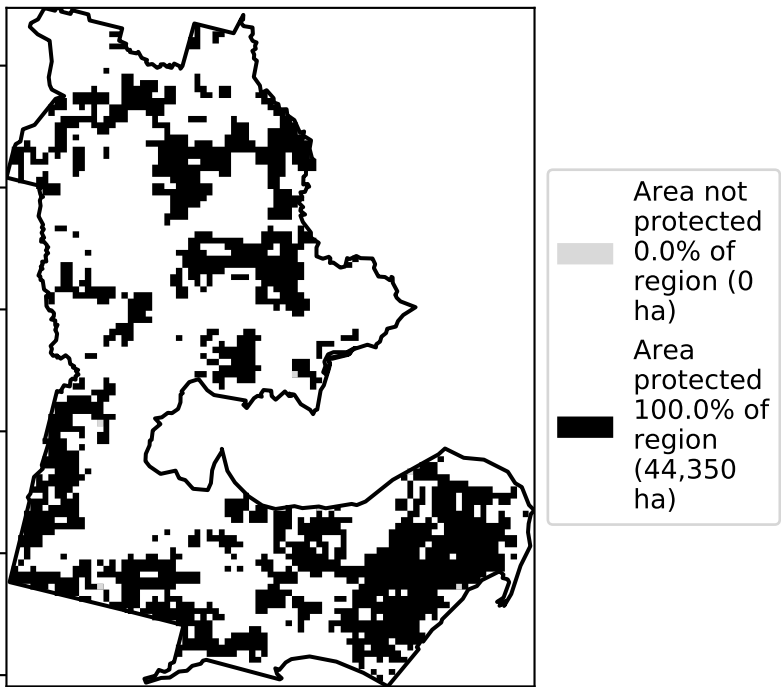 Area not
protected
0.0% of
region (0
ha)
Area
protected
100.0% of
region
(44,350
ha)